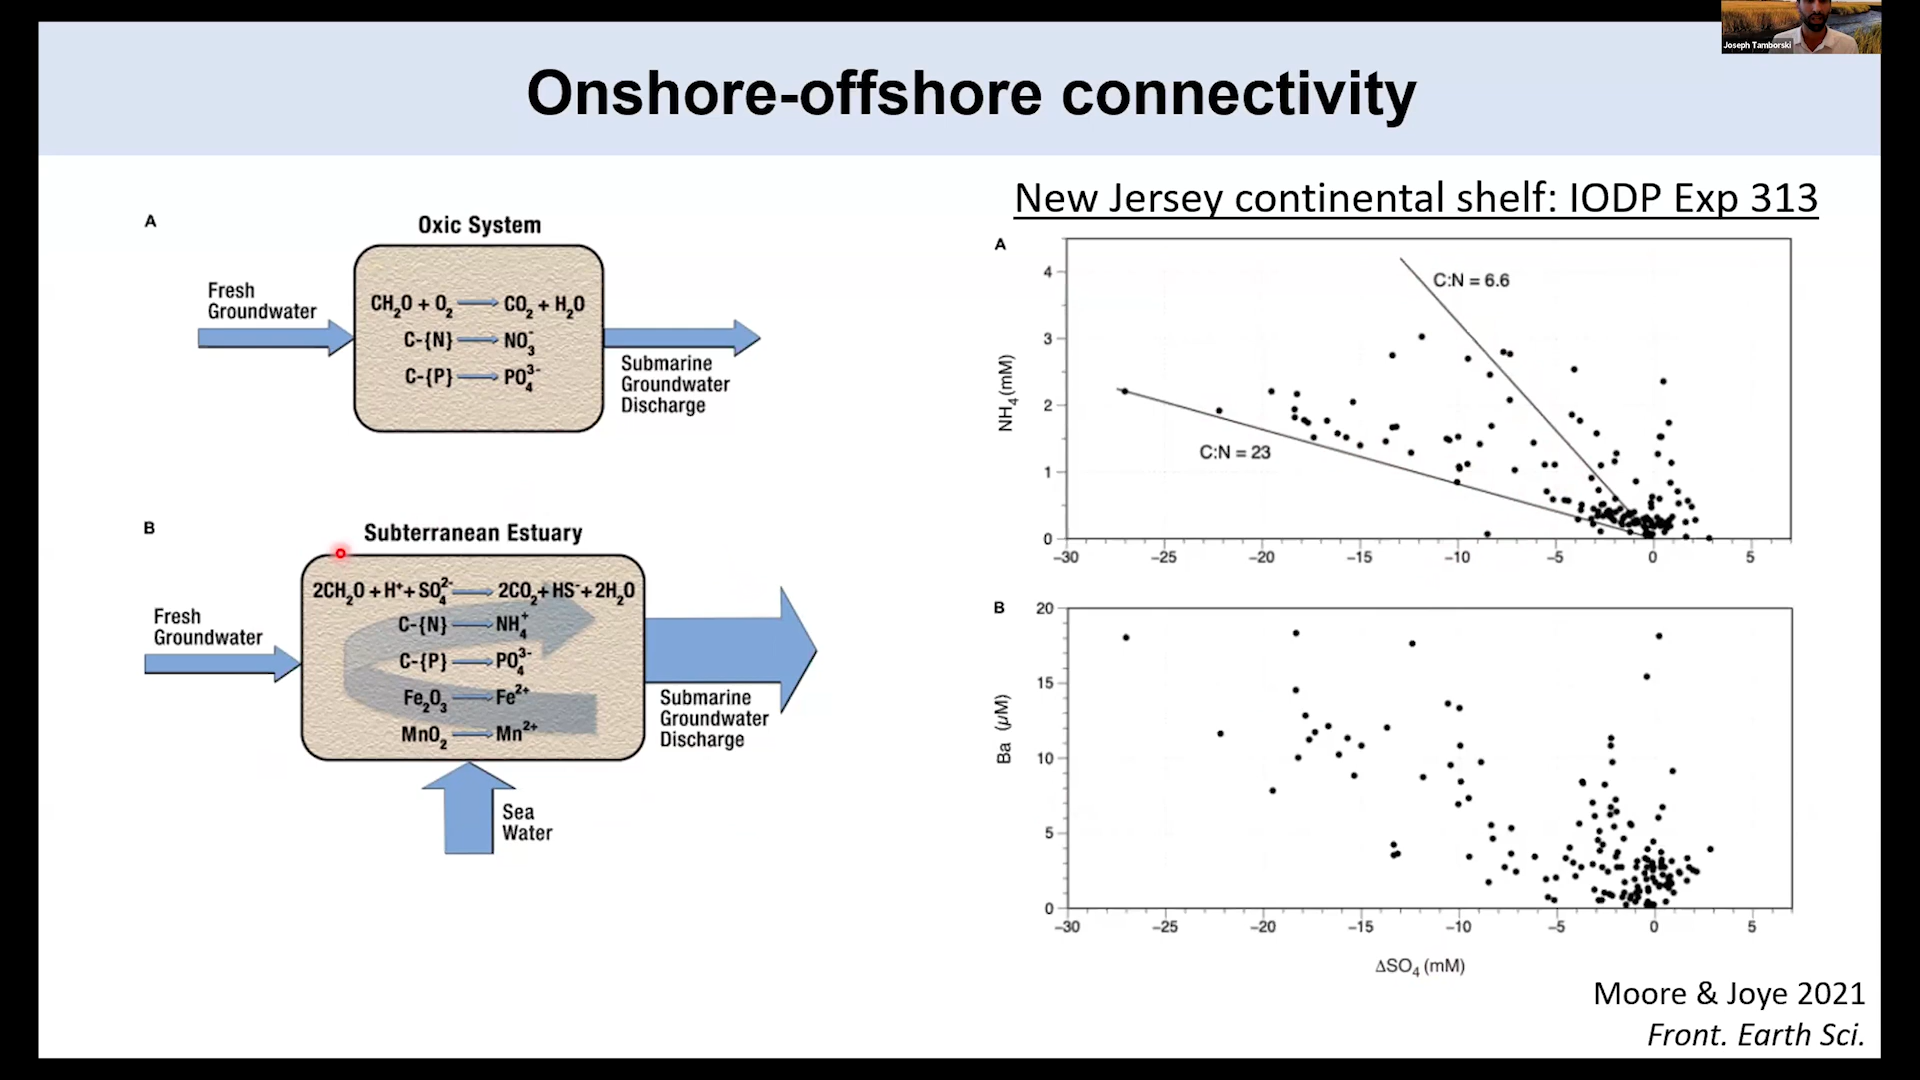 Joseph Tamborski
Onshore-offshore connectivity
A
Oxic System
Fresh
Groundwater
CH₂O + O₂ → CO₂ + H₂O
C-{N} → NO₃⁻
C-{P} → PO₄³⁻
Submarine
Groundwater
Discharge
B
Subterranean Estuary
Fresh
Groundwater
2CH₂O + H⁺ + SO₄²⁻ → 2CO₂ + HS⁻ + 2H₂O
C-{N} → NH₄⁺
C-{P} → PO₄³⁻
Fe₂O₃ → Fe²⁺
MnO₂ → Mn²⁺
Submarine
Groundwater
Discharge
Sea
Water
New Jersey continental shelf: IODP Exp 313
A
4
3
2
1
0
NH₄ (mM)
C:N = 6.6
C:N = 23
−30 −25 −20 −15 −10 −5 0 5
B
20
15
10
5
0
Ba (μM)
−30 −25 −20 −15 −10 −5 0 5
ΔSO₄ (mM)
Moore & Joye 2021
Front. Earth Sci.